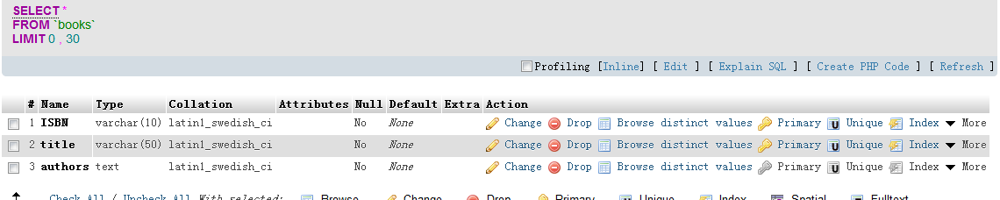 SELECT *
FROM `books`
LIMIT 0 , 30
Profiling [Inline] [ Edit ] [ Explain SQL ] [ Create PHP Code ] [ Refresh ]
# Name Type Collation Attributes Null Default Extra Action
1 ISBN varchar(10) latin1_swedish_ci No None Change Drop Browse distinct values Primary U Unique Index More
2 title varchar(50) latin1_swedish_ci No None Change Drop Browse distinct values Primary U Unique Index More
3 authors text latin1_swedish_ci No None Change Drop Browse distinct values Primary U Unique Index More
Check All / Uncheck All With selected: Browse Change Drop Primary Unique Index Spatial Fulltext